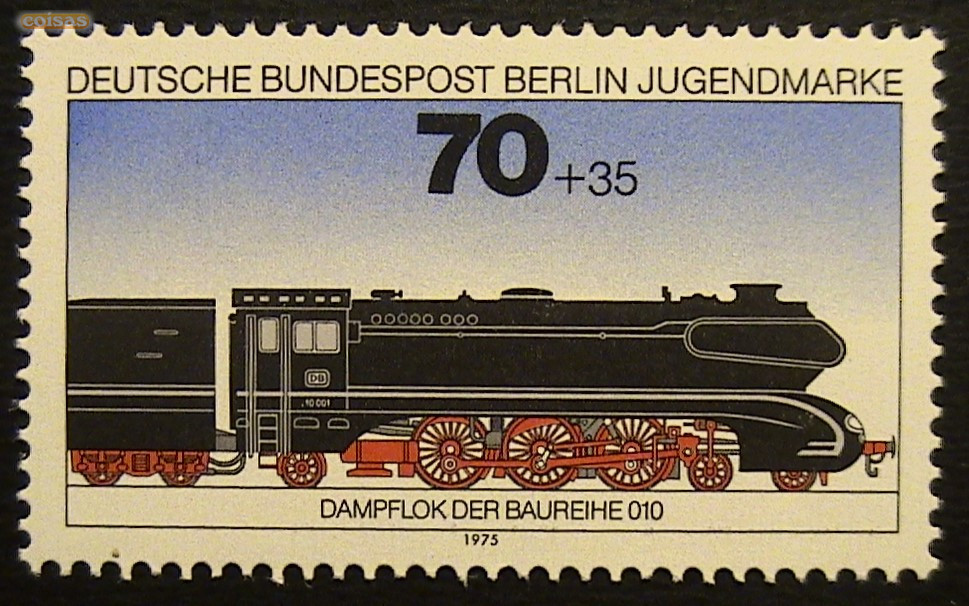 coisas
DEUTSCHE BUNDESPOST BERLIN JUGENDMARKE
70 +35
DB
10 001
DAMPFLOK DER BAUREIHE 010
1975